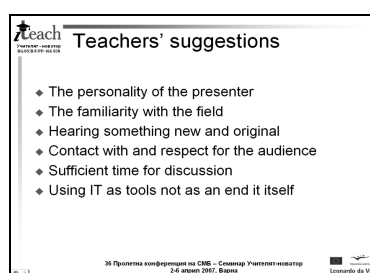 iTeach
Учителят - новатор
BG/05/B/F/PP-166 038
Teachers' suggestions
The personality of the presenter
The familiarity with the field
Hearing something new and original
Contact with and respect for the audience
Sufficient time for discussion
Using IT as tools not as an end it itself
36 Пролетна конференция на СМБ – Семинар Учителят-новатор
2-6 април 2007, Варна
Leonardo da V